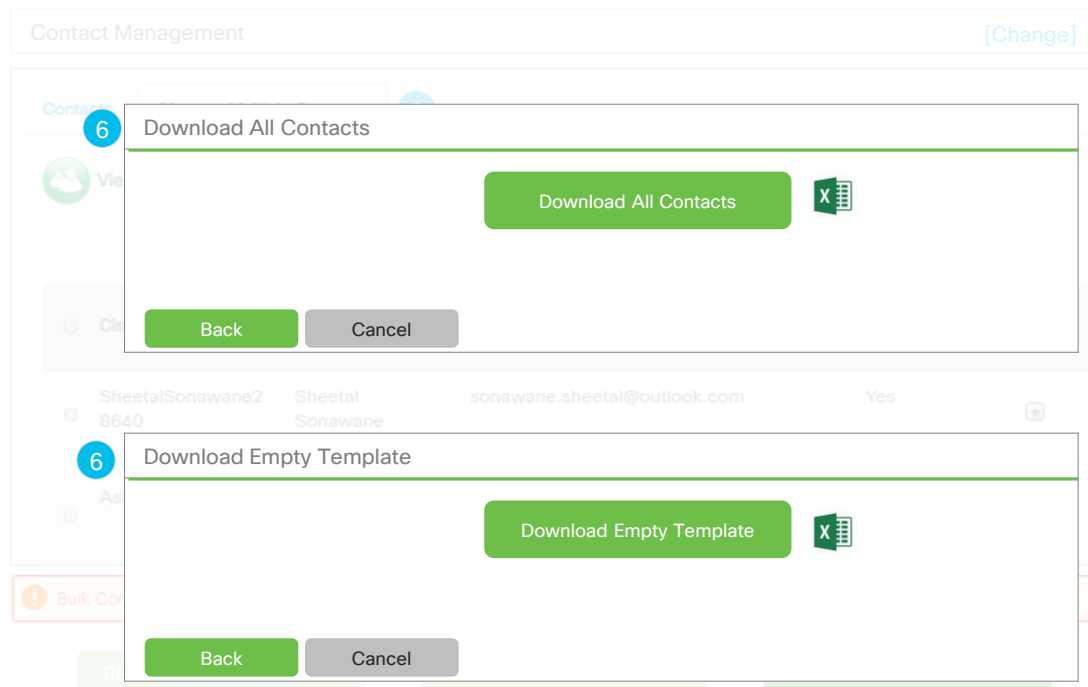 Contact Management
[Change]
6
Download All Contacts
Download All Contacts
X
Back
Cancel
SheetalSonawane2 Sheetal sonawane.sheetal@outlook.com Yes
8640 Sonawane
6
Download Empty Template
Download Empty Template
X
Back
Cancel
Bulk